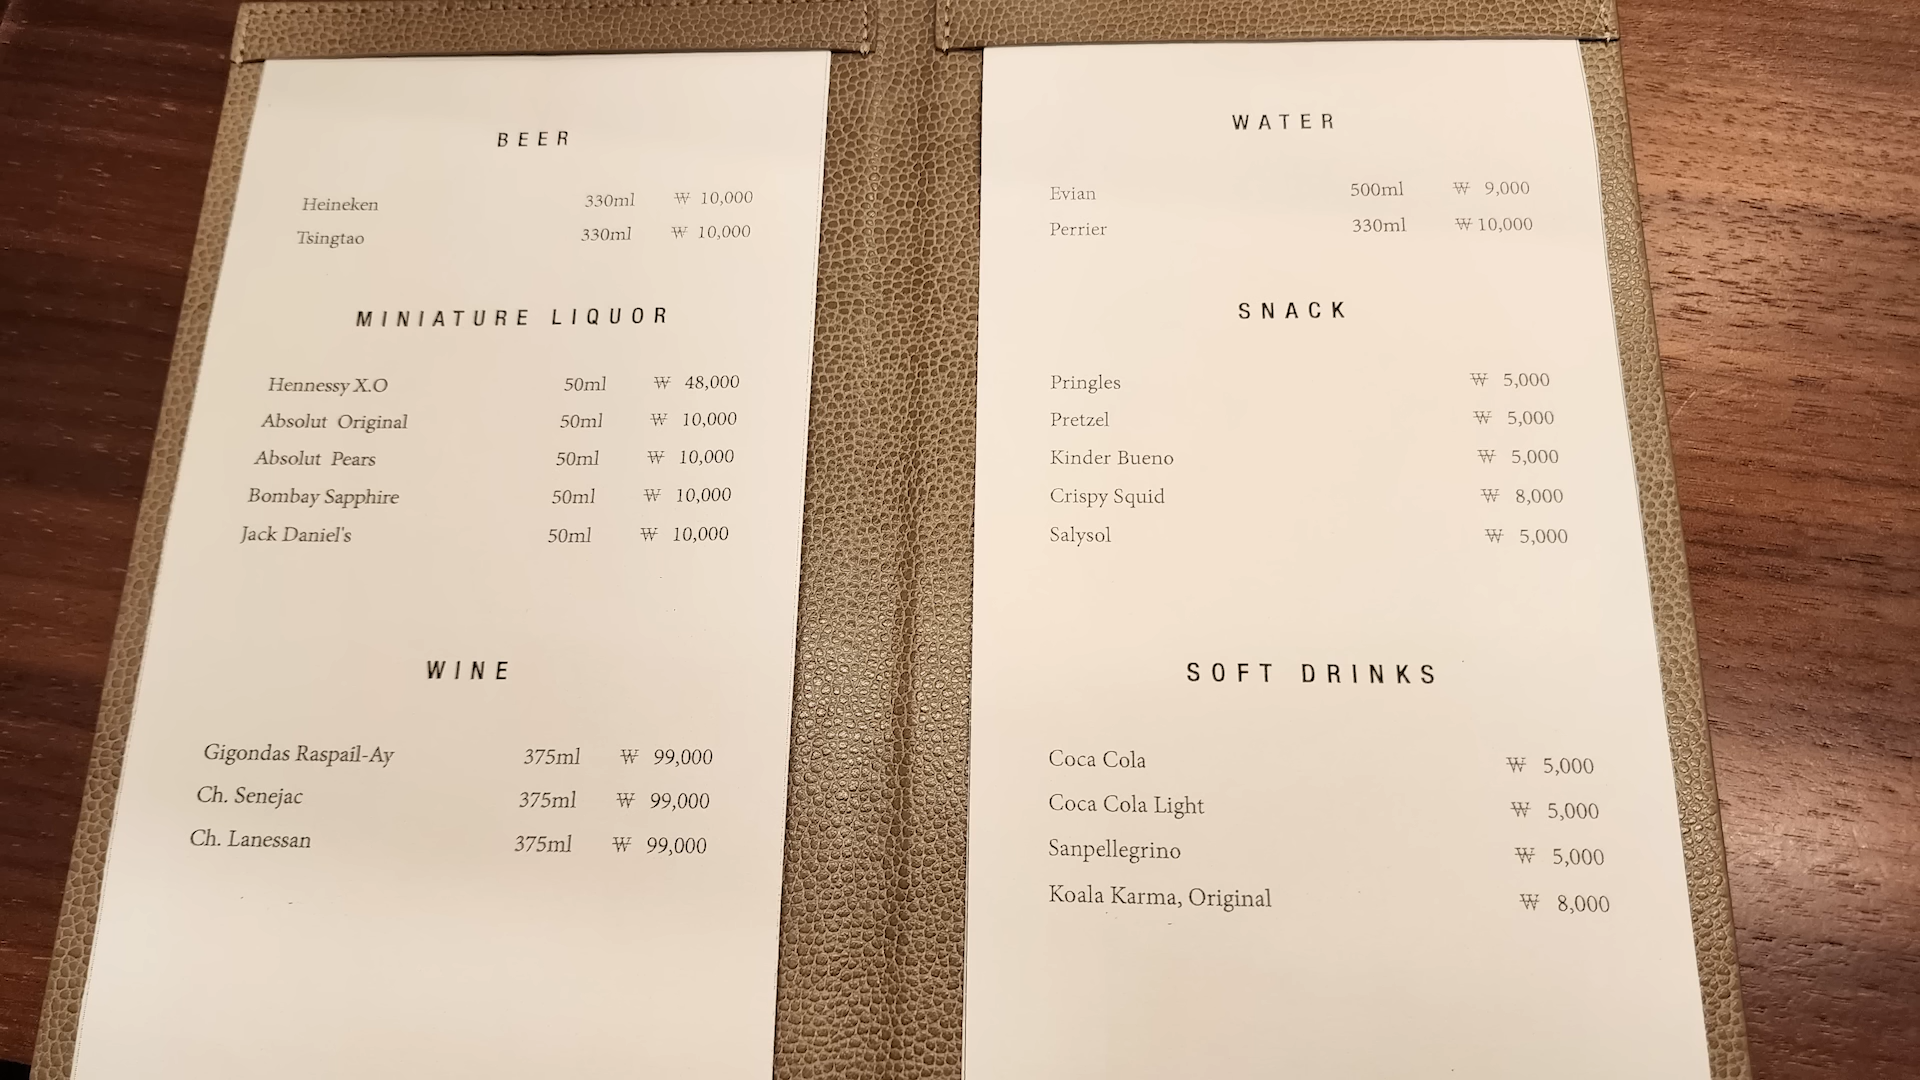 BEER
Heineken 330ml ₩ 10,000
Tsingtao 330ml ₩ 10,000
MINIATURE LIQUOR
Hennessy X.O 50ml ₩ 48,000
Absolut Original 50ml ₩ 10,000
Absolut Pears 50ml ₩ 10,000
Bombay Sapphire 50ml ₩ 10,000
Jack Daniel's 50ml ₩ 10,000
WINE
Gigondas Raspail-Ay 375ml ₩ 99,000
Ch. Senejac 375ml ₩ 99,000
Ch. Lanessan 375ml ₩ 99,000
WATER
Evian 500ml ₩ 9,000
Perrier 330ml ₩ 10,000
SNACK
Pringles ₩ 5,000
Pretzel ₩ 5,000
Kinder Bueno ₩ 5,000
Crispy Squid ₩ 8,000
Salysol ₩ 5,000
SOFT DRINKS
Coca Cola ₩ 5,000
Coca Cola Light ₩ 5,000
Sanpellegrino ₩ 5,000
Koala Karma, Original ₩ 8,000